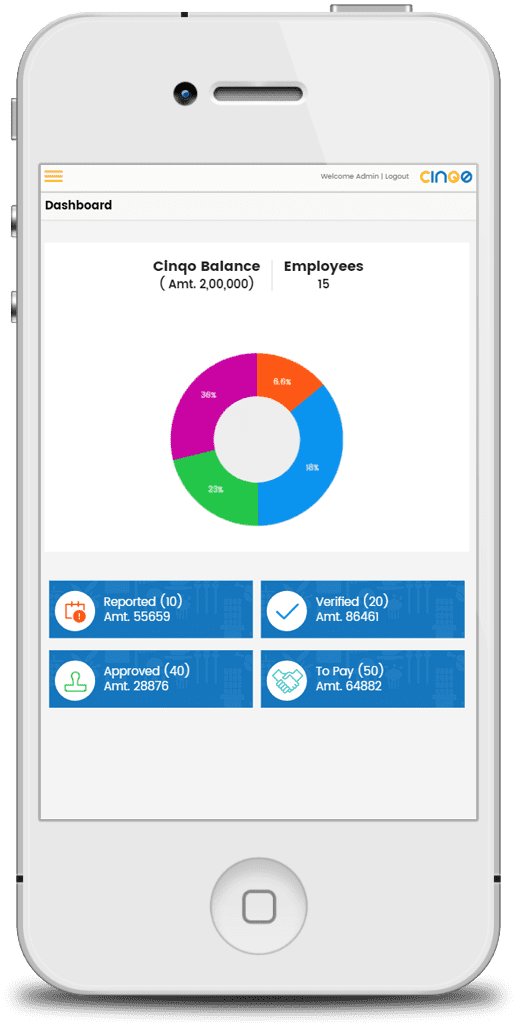 Welcome Admin | Logout
CINQO
Dashboard
Cinqo Balance
( Amt. 2,00,000)
Employees
15
6.6%
36%
18%
23%
Reported (10)
Amt. 55659
Verified (20)
Amt. 86461
Approved (40)
Amt. 28876
To Pay (50)
Amt. 64882